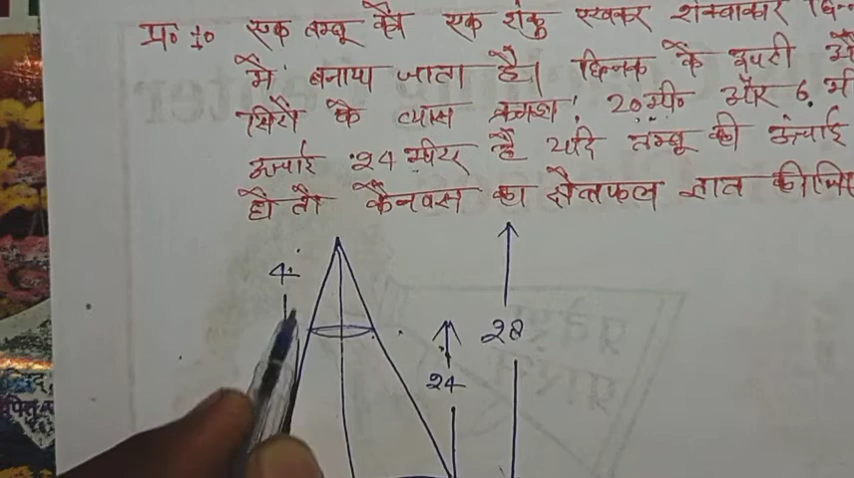 प्र० 10 एक तम्बू को एक शंकु रखकर शंक्वाकार छि
में बनाया जाता है। छिन्नक के ऊपरी औ
सिरों के व्यास क्रमश: 20 मी० और 6 मी
ऊंचाई 24 मीटर है यदि तम्बू की ऊंचाई
हो तो कैनवस का क्षेत्रफल ज्ञात कीजि
4
28
24